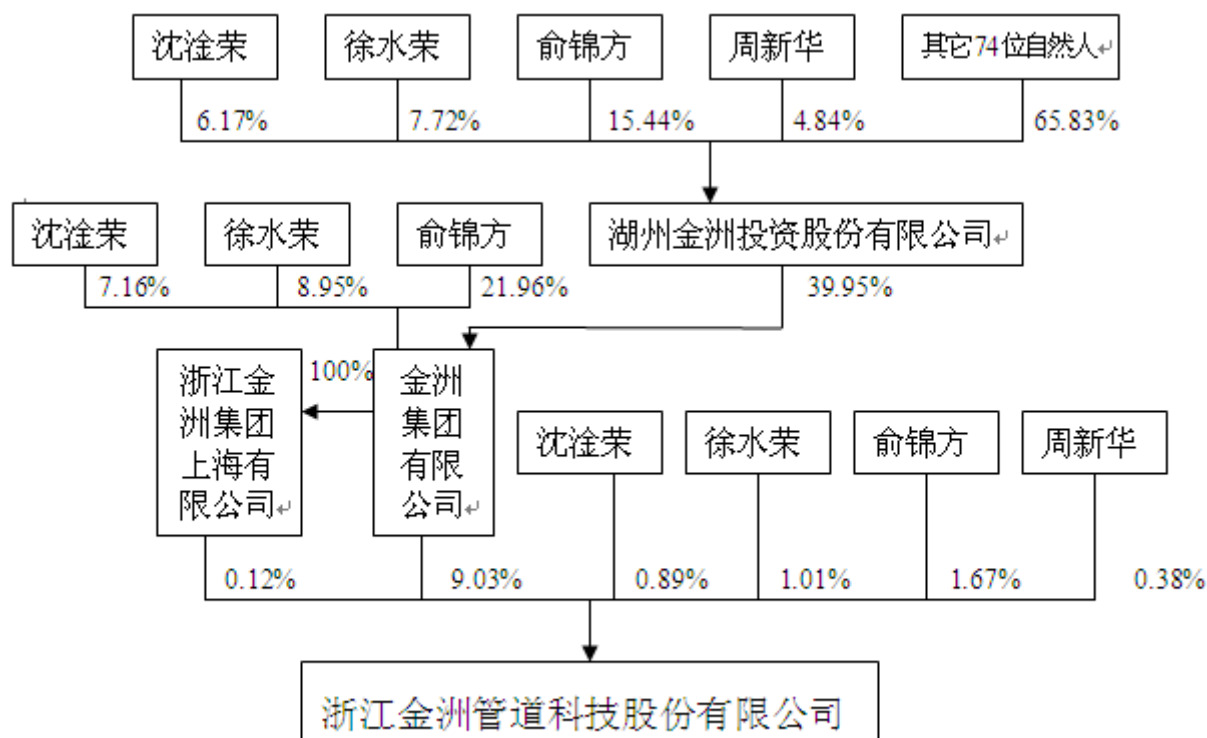 沈淦荣
徐水荣
俞锦方
周新华
其它74位自然人↵
6.17%
7.72%
15.44%
4.84%
65.83%
沈淦荣
徐水荣
俞锦方
湖州金洲投资股份有限公司↵
7.16%
8.95%
21.96%
39.95%
浙江金
洲集团
上海有
限公司↵
100%
金洲
集团
有限
公司↵
沈淦荣
徐水荣
俞锦方
周新华
0.12%
9.03%
0.89%
1.01%
1.67%
0.38%
浙江金洲管道科技股份有限公司